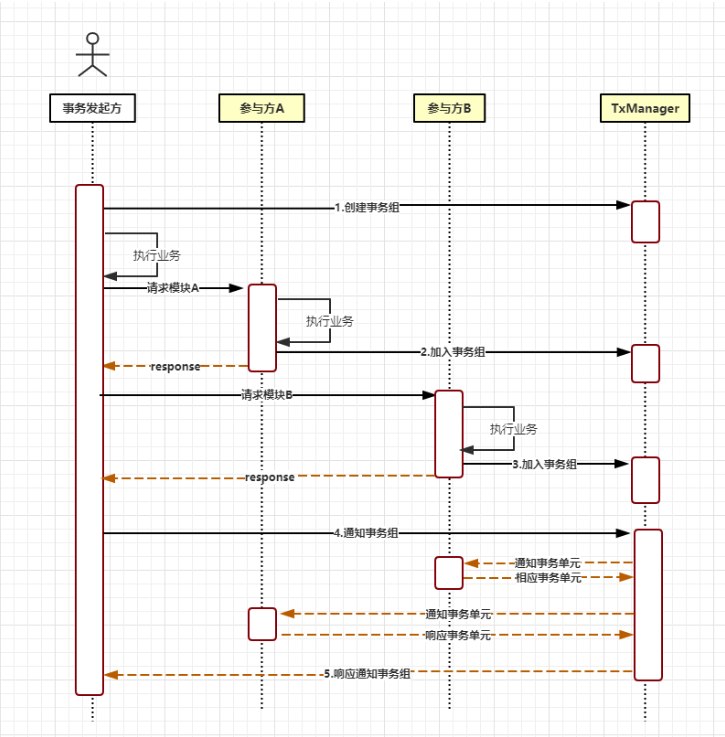 事务发起方
参与方A
参与方B
TxManager
1.创建事务组
执行业务
请求模块A
执行业务
2.加入事务组
response
请求模块B
执行业务
3.加入事务组
response
4.通知事务组
通知事务单元
相应事务单元
通知事务单元
响应事务单元
5.响应通知事务组